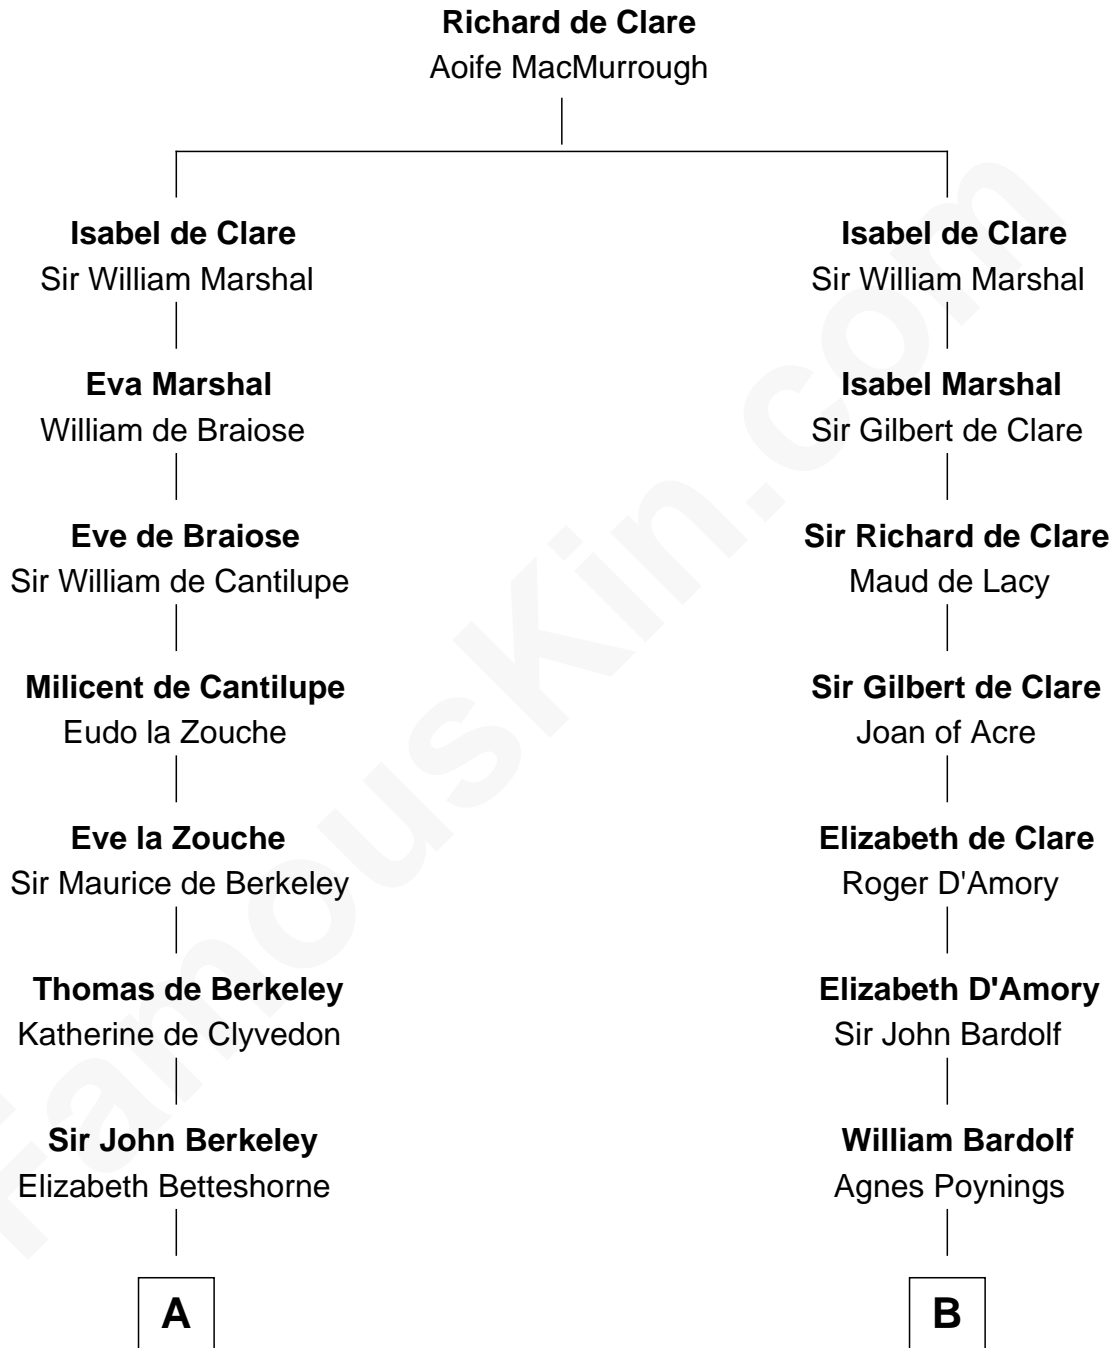 Richard de Clare
Aoife MacMurrough
Isabel de Clare
Sir William Marshal
Isabel de Clare
Sir William Marshal
Eva Marshal
William de Braiose
Isabel Marshal
Sir Gilbert de Clare
Eve de Braiose
Sir William de Cantilupe
Sir Richard de Clare
Maud de Lacy
Milicent de Cantilupe
Eudo la Zouche
Sir Gilbert de Clare
Joan of Acre
Eve la Zouche
Sir Maurice de Berkeley
Elizabeth de Clare
Roger D'Amory
Thomas de Berkeley
Katherine de Clyvedon
Elizabeth D'Amory
Sir John Bardolf
Sir John Berkeley
Elizabeth Betteshorne
William Bardolf
Agnes Poynings
A
B
FamousKin.com